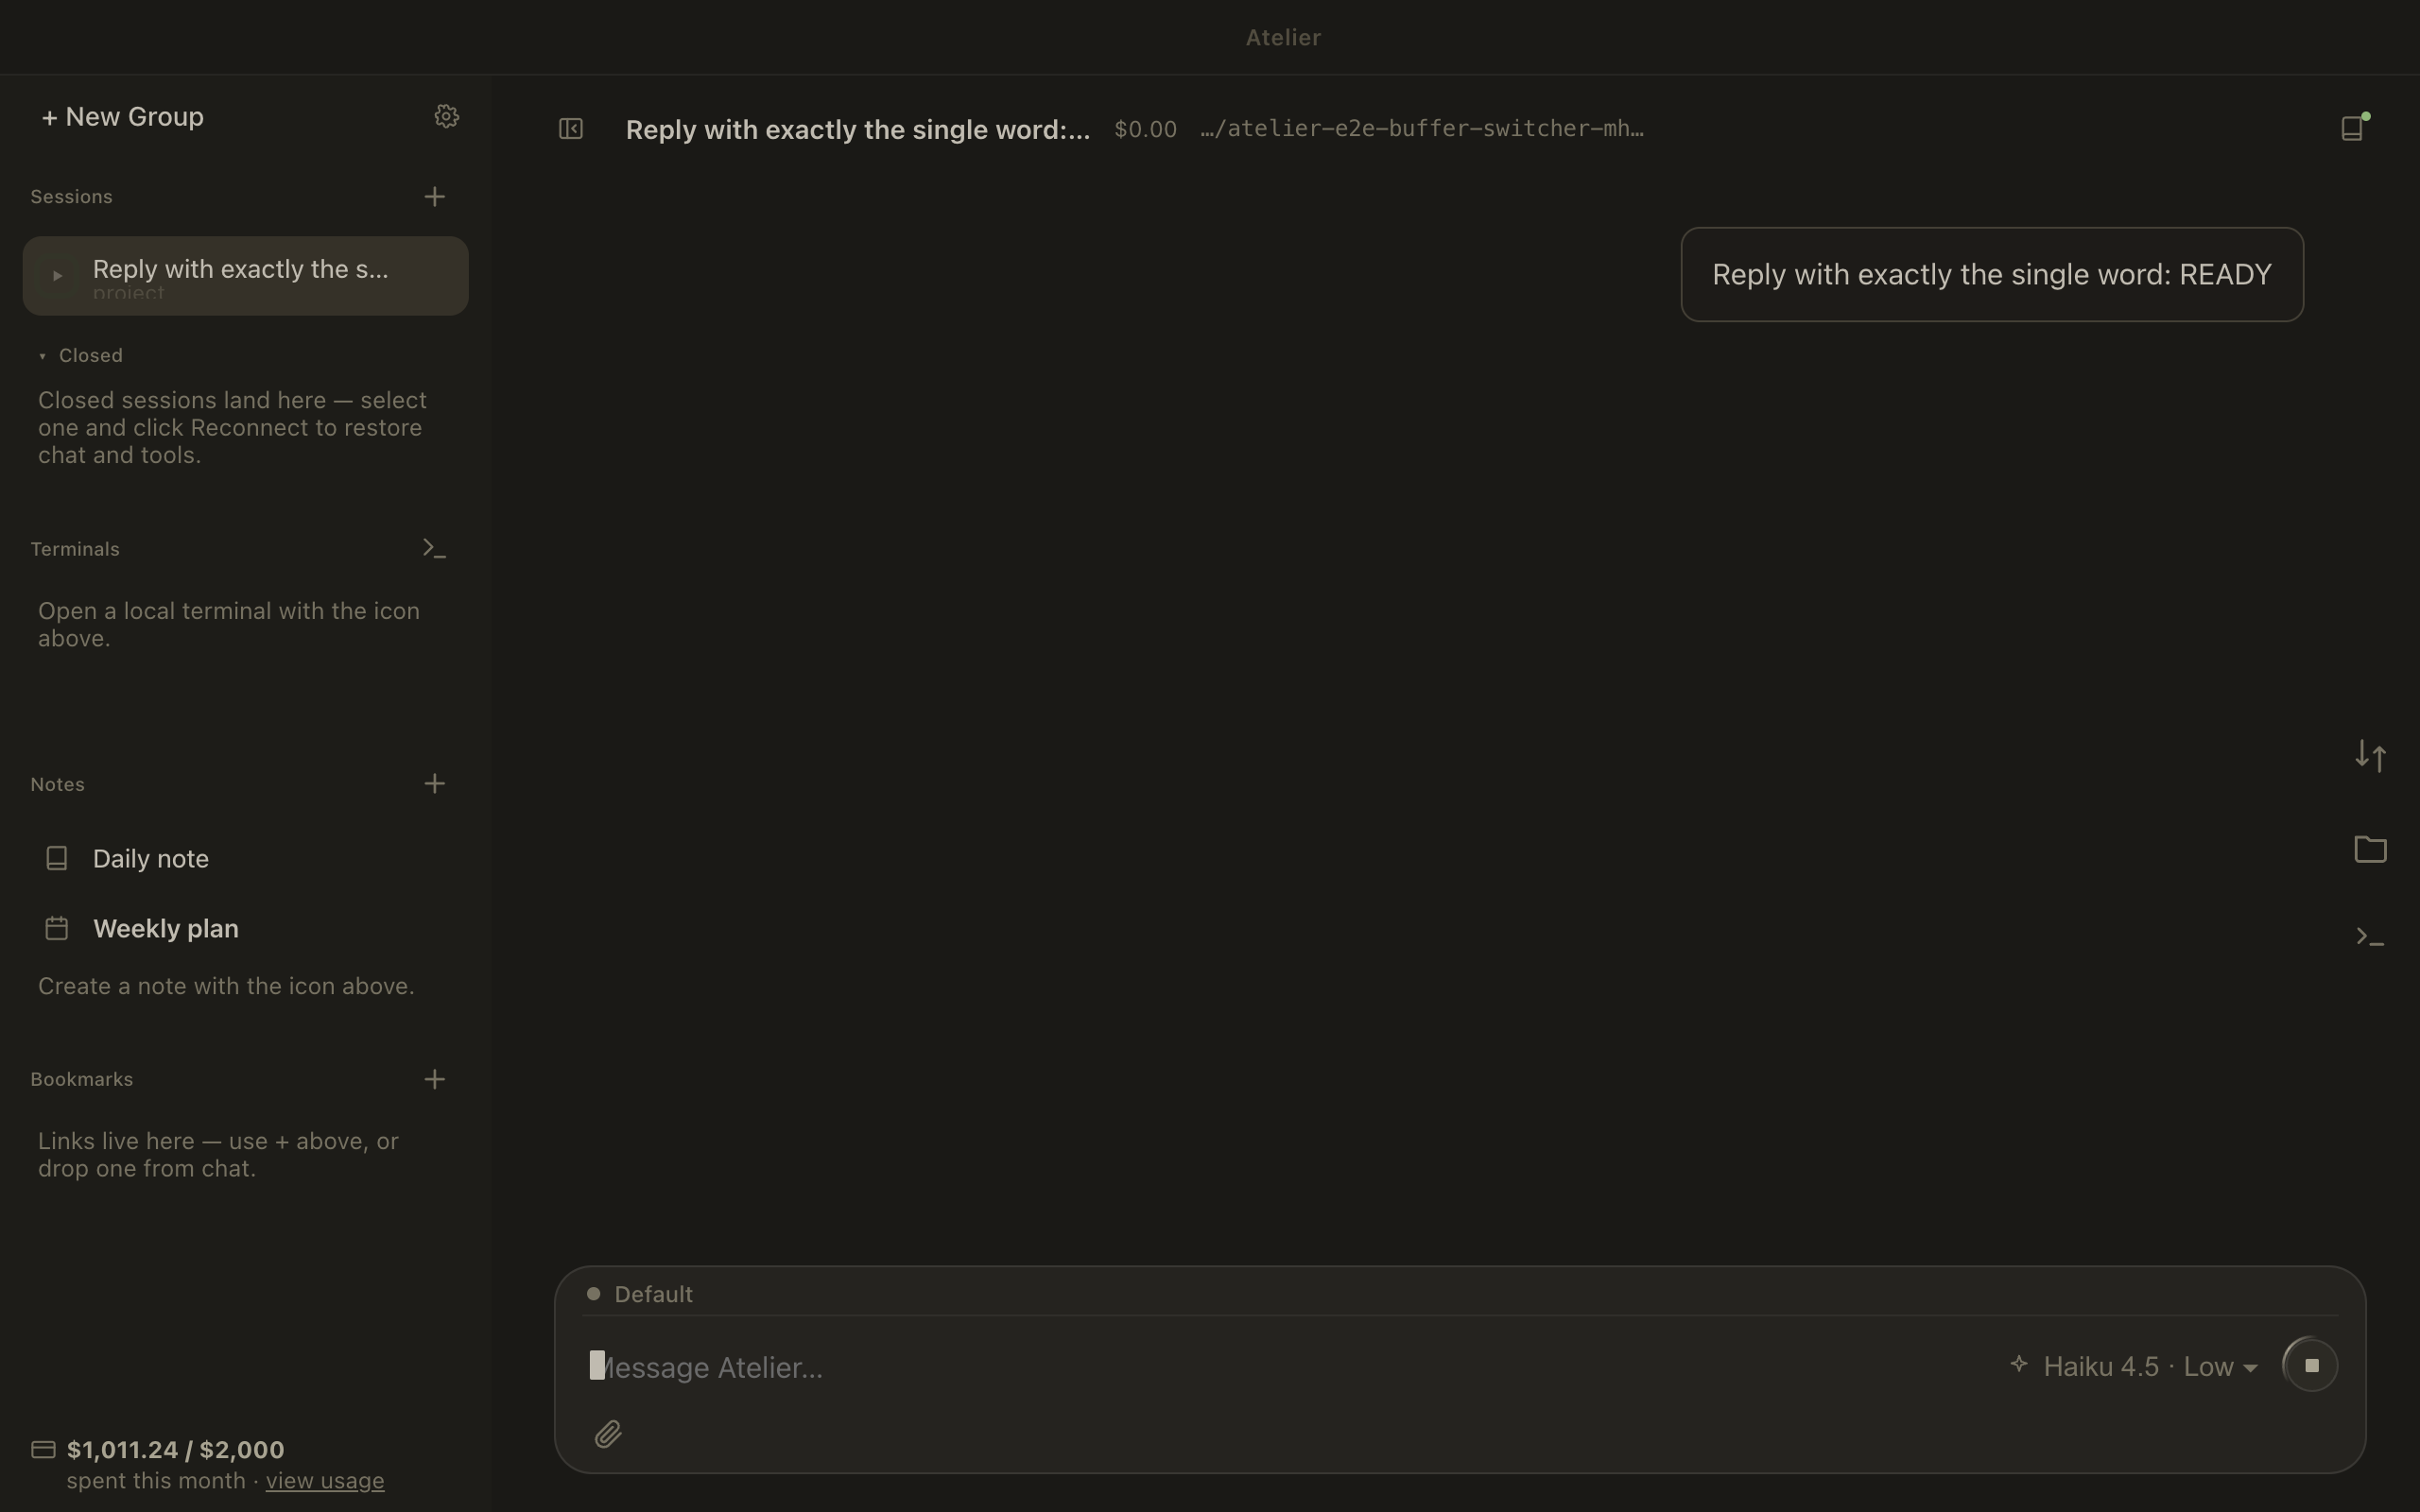 Atelier
+ New Group
Sessions
Reply with exactly the s...
project
Closed
Closed sessions land here — select
one and click Reconnect to restore
chat and tools.
Terminals
Open a local terminal with the icon
above.
Notes
Daily note
Weekly plan
Create a note with the icon above.
Bookmarks
Links live here — use + above, or
drop one from chat.
$1,011.24 / $2,000
spent this month · view usage
Reply with exactly the single word:... $0.00 …/atelier-e2e-buffer-switcher-mh…
Reply with exactly the single word: READY
Default
Message Atelier...
Haiku 4.5 · Low